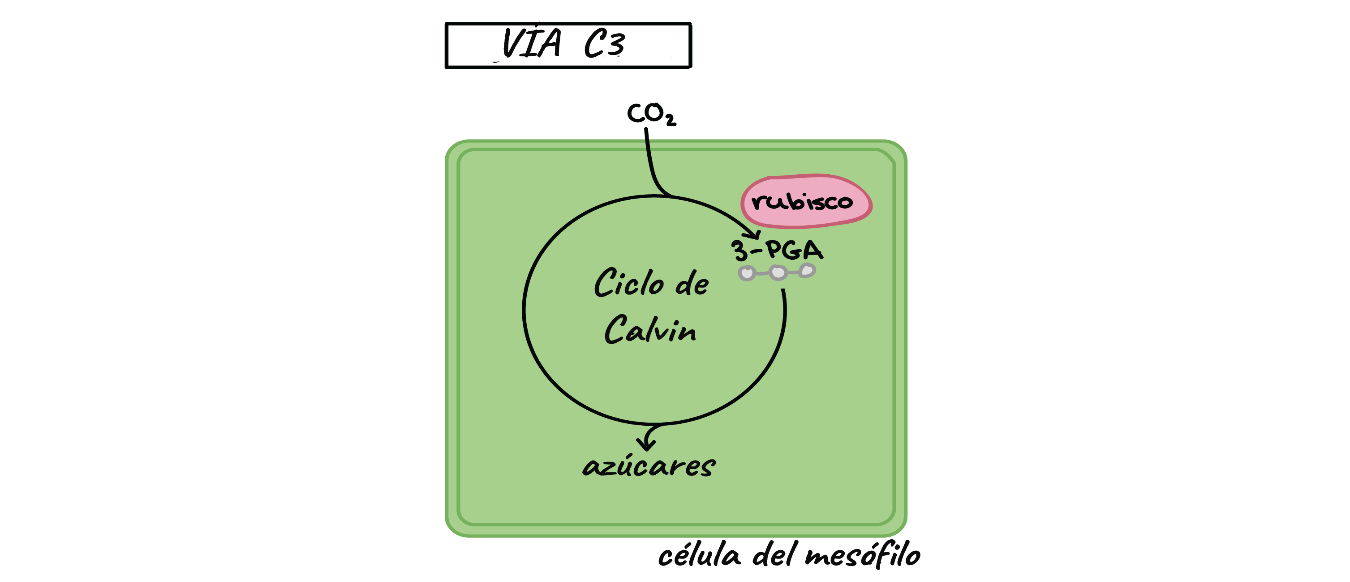 VÍA C3
CO₂
rubisco
3-PGA
Ciclo de
Calvin
azúcares
célula del mesófilo